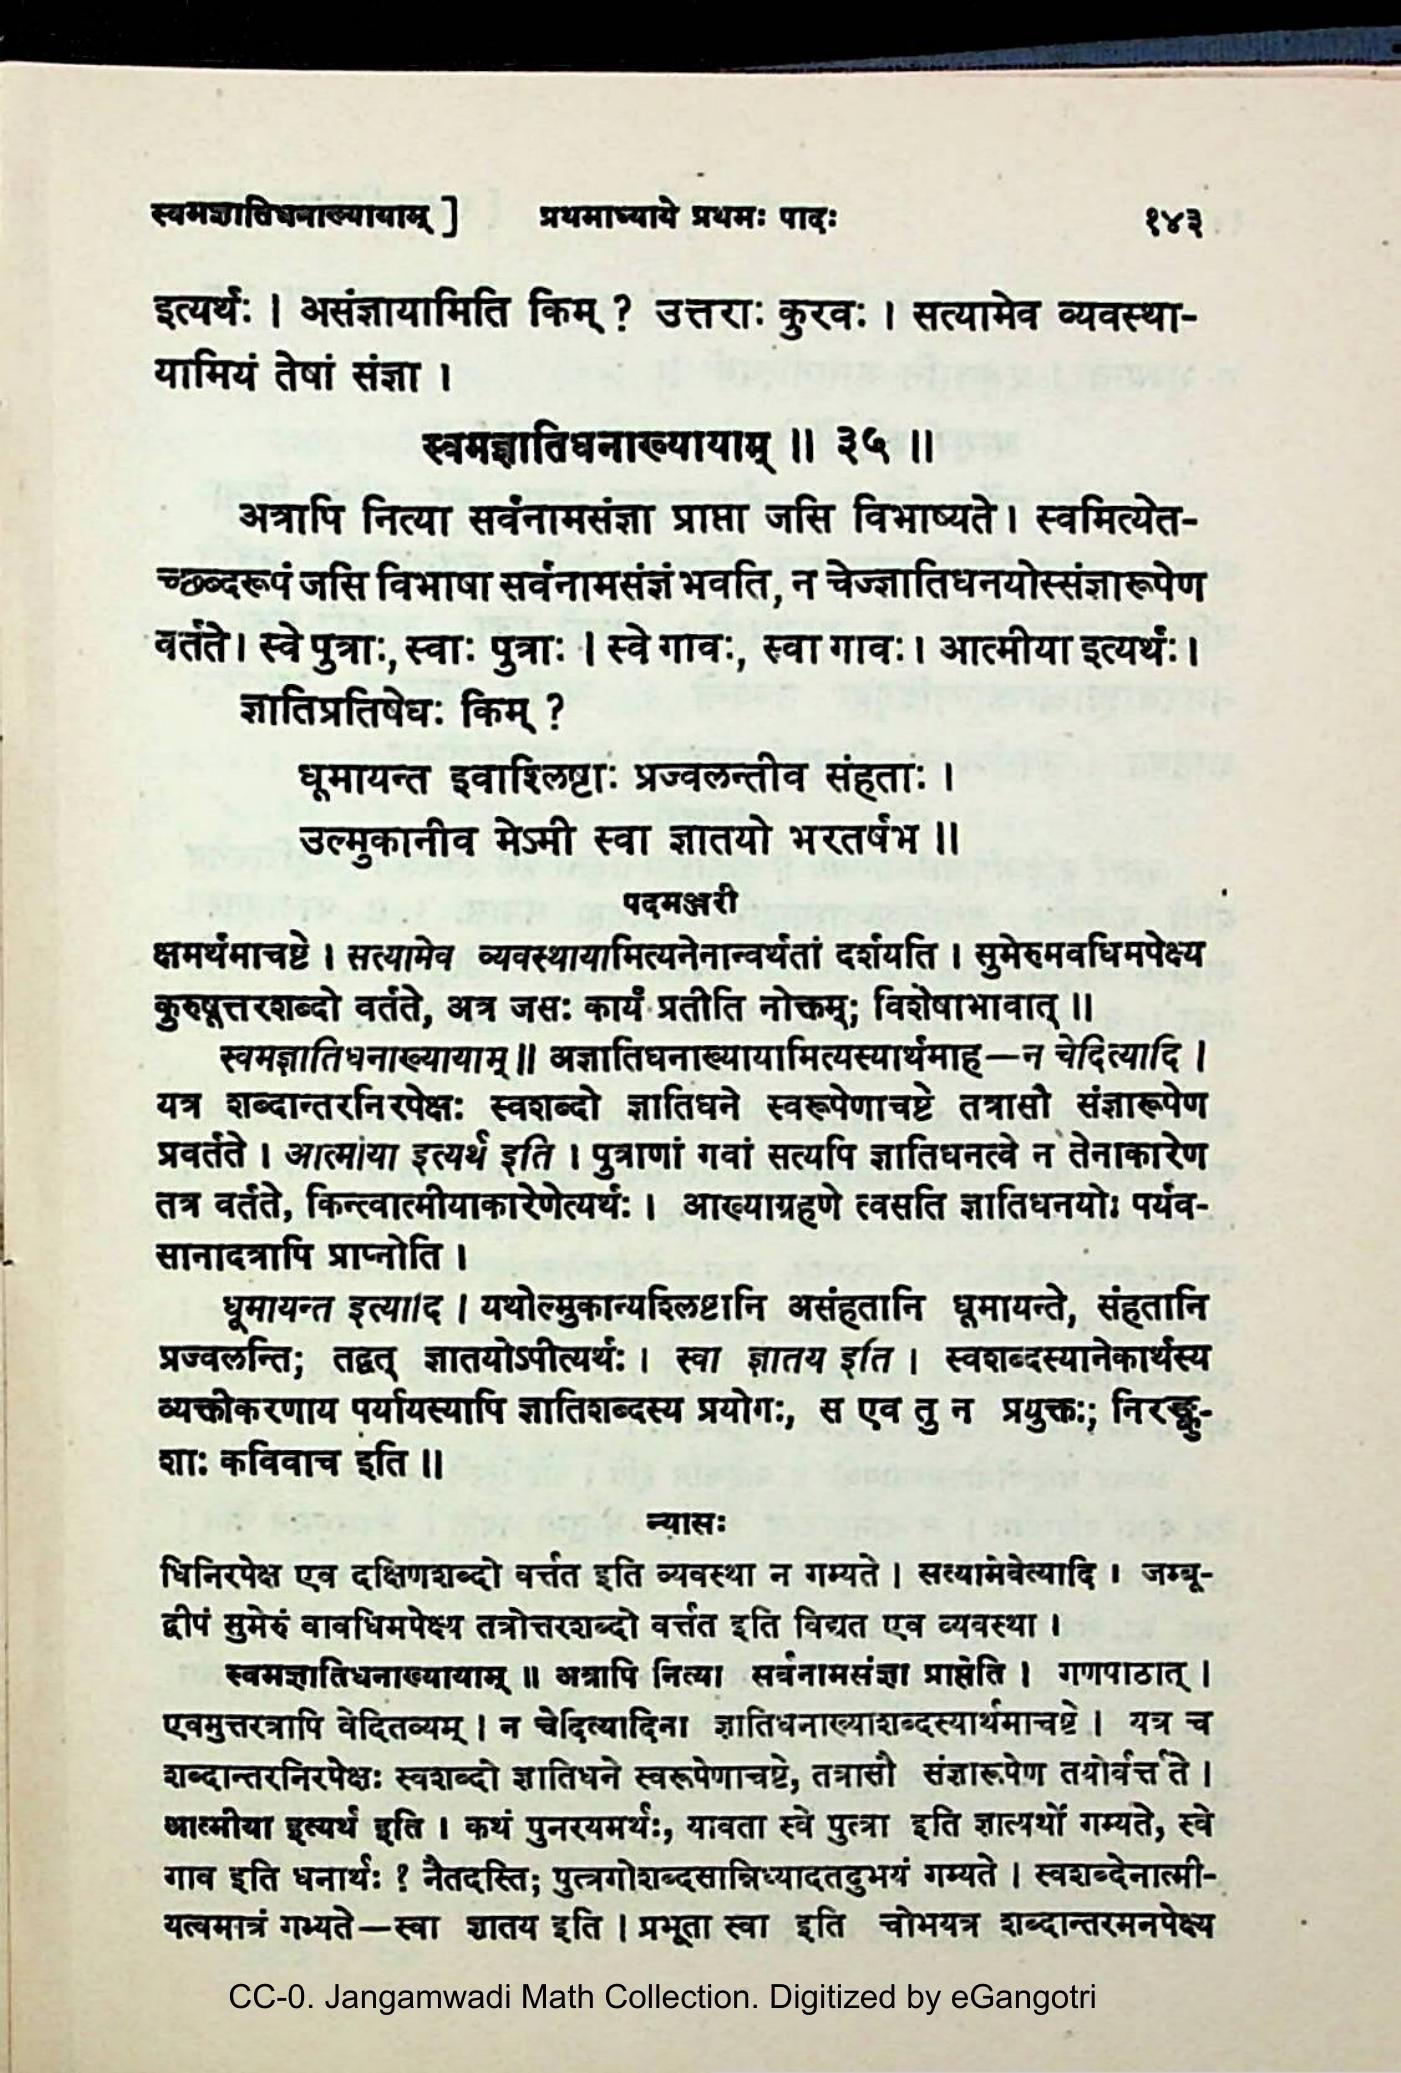 स्वमज्ञातिधनाख्यायाम् ] प्रथमाध्याये प्रथमः पादः १४३
इत्यर्थः । असंज्ञायामिति किम् ? उत्तराः कुरवः । सत्यामेव व्यवस्था-
यामियं तेषां संज्ञा ।
स्वमज्ञातिधनाख्यायाम् ॥ ३५ ॥
अत्रापि नित्या सर्वनामसंज्ञा प्राप्ता जसि विभाष्यते । स्वमित्येत-
च्छब्दरूपं जसि विभाषा सर्वनामसंज्ञं भवति, न चेज्ज्ञातिधनयोस्संज्ञारूपेण
वर्तते । स्वे पुत्राः, स्वाः पुत्राः । स्वे गावः, स्वा गावः । आत्मीया इत्यर्थः ।
ज्ञातिप्रतिषेधः किम् ?
धूमायन्त इवाश्लिष्टाः प्रज्वलन्तीव संहताः ।
उल्मुकानीव मेऽमी स्वा ज्ञातयो भरतर्षभ ॥
पदमञ्जरी
क्षमर्थमाचष्टे । सत्यामेव व्यवस्थायामित्यनेनान्वर्थतां दर्शयति । सुमेरुमवधिमपेक्ष्य
कुरुषूत्तरशब्दो वर्तते, अत्र जसः कार्यं प्रतीति नोक्तम्; विशेषाभावात् ॥
स्वमज्ञातिधनाख्यायाम् ॥ अज्ञातिधनाख्यायामित्यस्यार्थमाह—न चेदित्यादि ।
यत्र शब्दान्तरनिरपेक्षः स्वशब्दो ज्ञातिधने स्वरूपेणाचष्टे तत्रासौ संज्ञारूपेण
प्रवर्तते । आत्मीया इत्यर्थ इति । पुत्राणां गवां सत्यपि ज्ञातिधनत्वे न तेनाकारेण
तत्र वर्तते, किन्त्वात्मीयाकारेणेत्यर्थः । आख्याग्रहणे त्वसति ज्ञातिधनयोः पर्यव-
सानादत्रापि प्राप्नोति ।
धूमायन्त इत्यादि । यथोल्मुकान्यश्लिष्टानि असंहतानि धूमायन्ते, संहतानि
प्रज्वलन्ति; तद्वत् ज्ञातयोऽपीत्यर्थः । स्वा ज्ञातय इति । स्वशब्दस्यानेकार्थस्य
व्यक्तीकरणाय पर्यायस्यापि ज्ञातिशब्दस्य प्रयोगः, स एव तु न प्रयुक्तः; निरङ्कु-
शाः कविवाच इति ॥
न्यासः
धिनिरपेक्ष एव दक्षिणशब्दो वर्त्तत इति व्यवस्था न गम्यते । सत्यामेवेत्यादि । जम्बू-
द्वीपं सुमेरुं वावधिमपेक्ष्य तत्रोत्तरशब्दो वर्त्तत इति विद्यत एव व्यवस्था ।
स्वमज्ञातिधनाख्यायाम् ॥ अत्रापि नित्या सर्वनामसंज्ञा प्राप्तेति । गणपाठात् ।
एवमुत्तरत्रापि वेदितव्यम् । न चेदित्यादिना ज्ञातिधनाख्याशब्दस्यार्थमाचष्टे । यत्र च
शब्दान्तरनिरपेक्षः स्वशब्दो ज्ञातिधने स्वरूपेणाचष्टे, तत्रासौ संज्ञारूपेण तयोर्वर्त्तते ।
आत्मीया इत्यर्थ इति । कथं पुनरयमर्थः, यावता स्वे पुत्त्रा इति ज्ञात्यर्थो गम्यते, स्वे
गाव इति धनार्थः ? नैतदस्ति; पुत्त्रगोशब्दसान्निध्यादतदुभयं गम्यते । स्वशब्देनात्मी-
यत्वमात्रं गभ्यते—स्वा ज्ञातय इति । प्रभूता स्वा इति चोभयत्र शब्दान्तरमनपेक्ष्य
CC-0. Jangamwadi Math Collection. Digitized by eGangotri